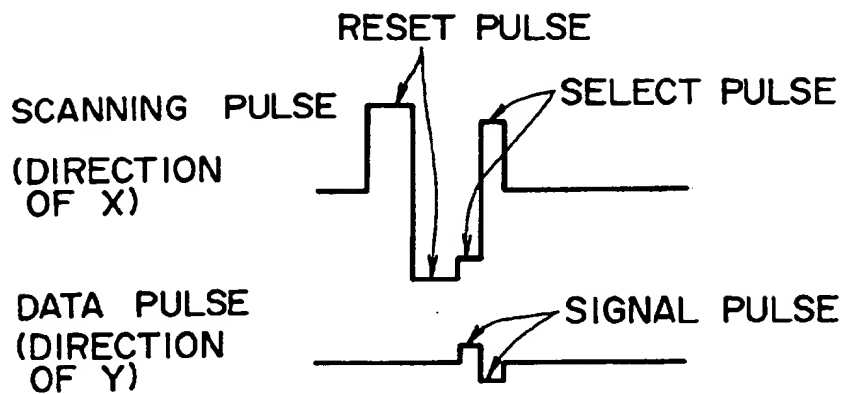 RESET PULSE
SCANNING PULSE
SELECT PULSE
(DIRECTION
OF X)
DATA PULSE
SIGNAL PULSE
(DIRECTION
OF Y)